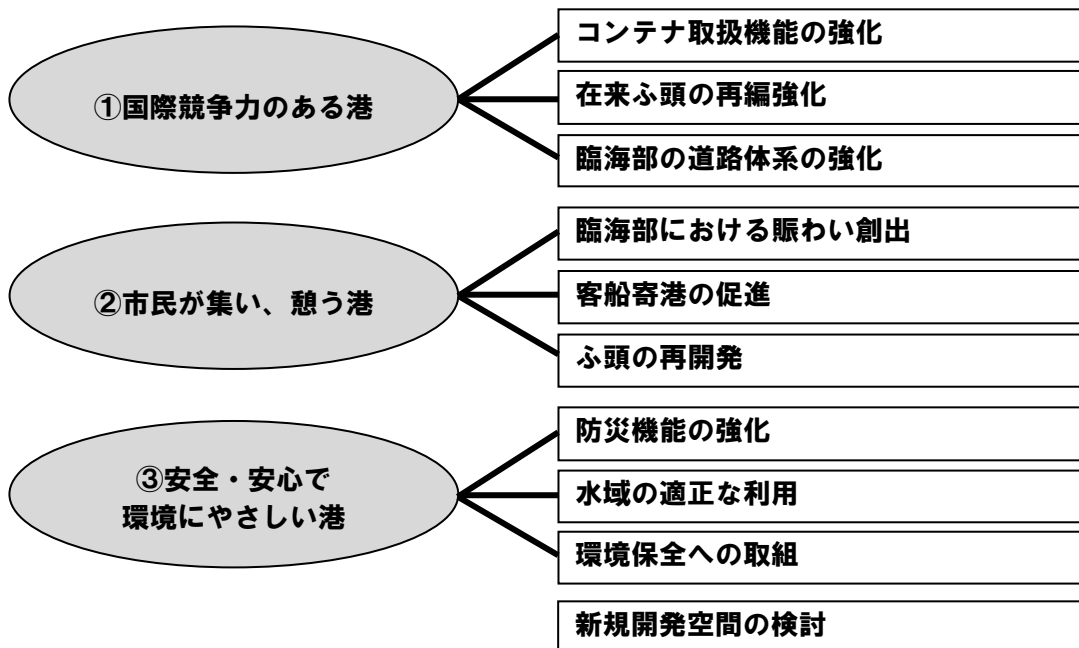 ①国際競争力のある港
コンテナ取扱機能の強化
在来ふ頭の再編強化
臨海部の道路体系の強化
②市民が集い、憩う港
臨海部における賑わい創出
客船寄港の促進
ふ頭の再開発
③安全・安心で
環境にやさしい港
防災機能の強化
水域の適正な利用
環境保全への取組
新規開発空間の検討